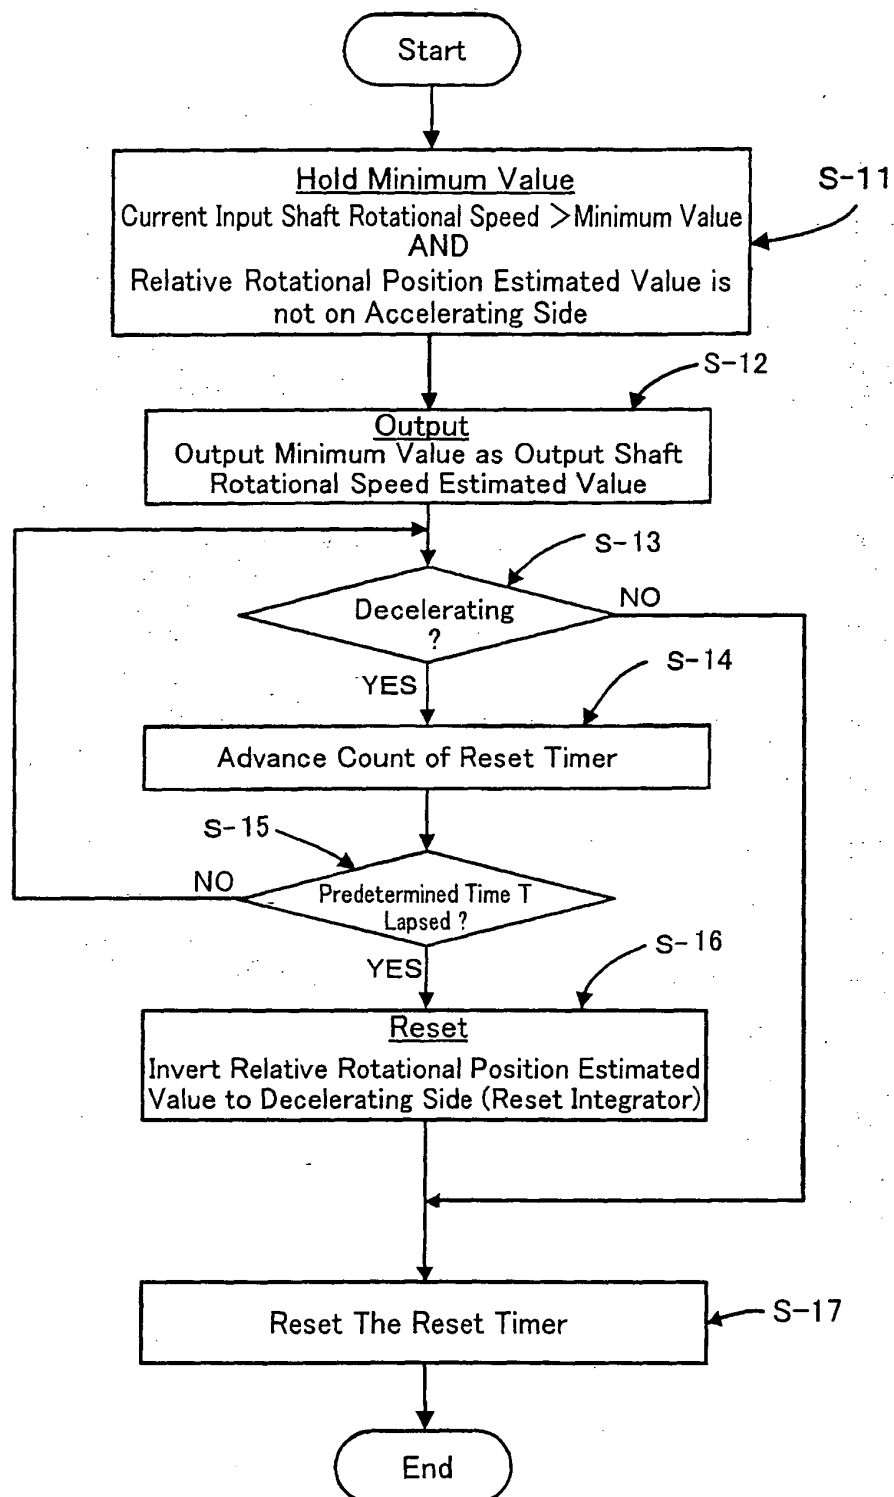 Start
S-11
Hold Minimum Value
Current Input Shaft Rotational Speed >Minimum Value
AND
Relative Rotational Position Estimated Value is
not on Accelerating Side
S-12
Output
Output Minimum Value as Output Shaft
Rotational Speed Estimated Value
S-13
Decelerating
?
NO
YES
S-14
Advance Count of Reset Timer
S-15
NO
Predetermined Time T
Lapsed ?
YES
S-16
Reset
Invert Relative Rotational Position Estimated
Value to Decelerating Side (Reset Integrator)
Reset The Reset Timer
S-17
End